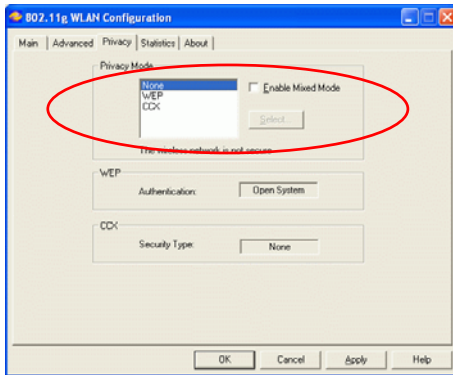 802.11g WLAN Configuration
Main Advanced Privacy Statistics About
Privacy Mode
None
WEP
CCX
Enable Mixed Mode
Select...
The wireless network is not secure
WEP
Authentication: Open System
CCX
Security Type: None
OK Cancel Apply Help